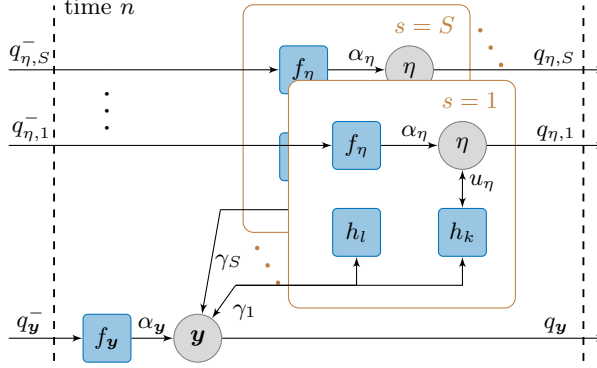 time n
s = S
q⁻_{η,S}
f_η
α_η
η
q_{η,S}
s = 1
q⁻_{η,1}
f_η
α_η
η
q_{η,1}
u_η
h_l
h_k
γ_S
γ_1
q⁻_𝒚
f_𝒚
α_𝒚
𝒚
q_𝒚